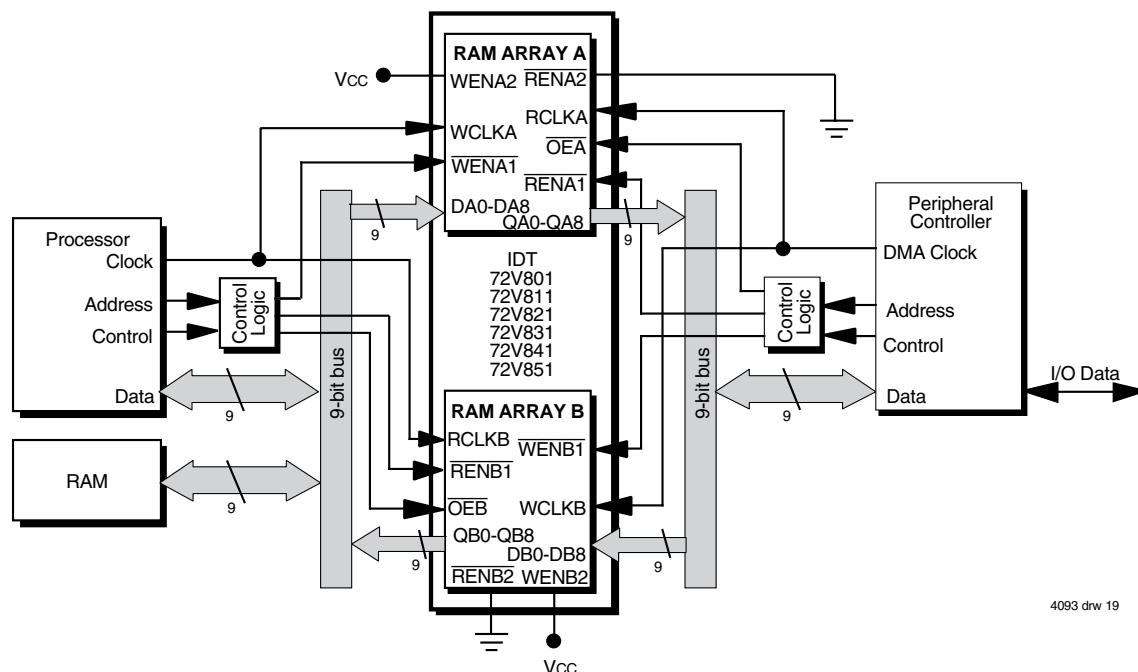 RAM ARRAY A
VCC
WENA2
RENA2
RCLKA
WCLKA
OEA
WENA1
RENA1
DA0-DA8
QA0-QA8
9
9
Processor
Clock
Address
Control
Data
9
Control
Logic
9-bit bus
IDT
72V801
72V811
72V821
72V831
72V841
72V851
9-bit bus
Control
Logic
Peripheral
Controller
DMA Clock
Address
Control
Data
9
I/O Data
RAM
9
RAM ARRAY B
RCLKB
WENB1
RENB1
OEB
WCLKB
QB0-QB8
DB0-DB8
9
9
RENB2
WENB2
VCC
4093 drw 19